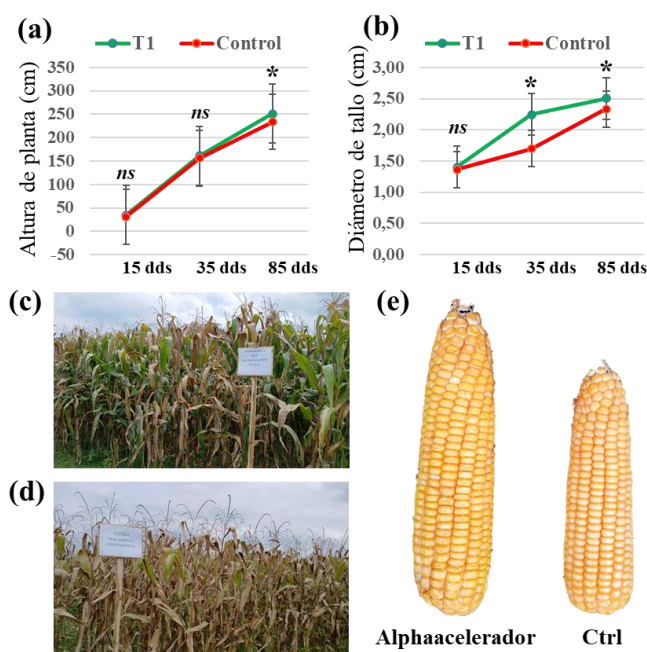 (a)
T1 Control
Altura de planta (cm)
350
300
250
200
150
100
50
0
-50
ns
ns
*
15 dds 35 dds 85 dds
(b)
T1 Control
Diámetro de tallo (cm)
3,00
2,50
2,00
1,50
1,00
0,50
0,00
ns
*
*
15 dds 35 dds 85 dds
(c)
(d)
(e)
Alphaacelerador Ctrl